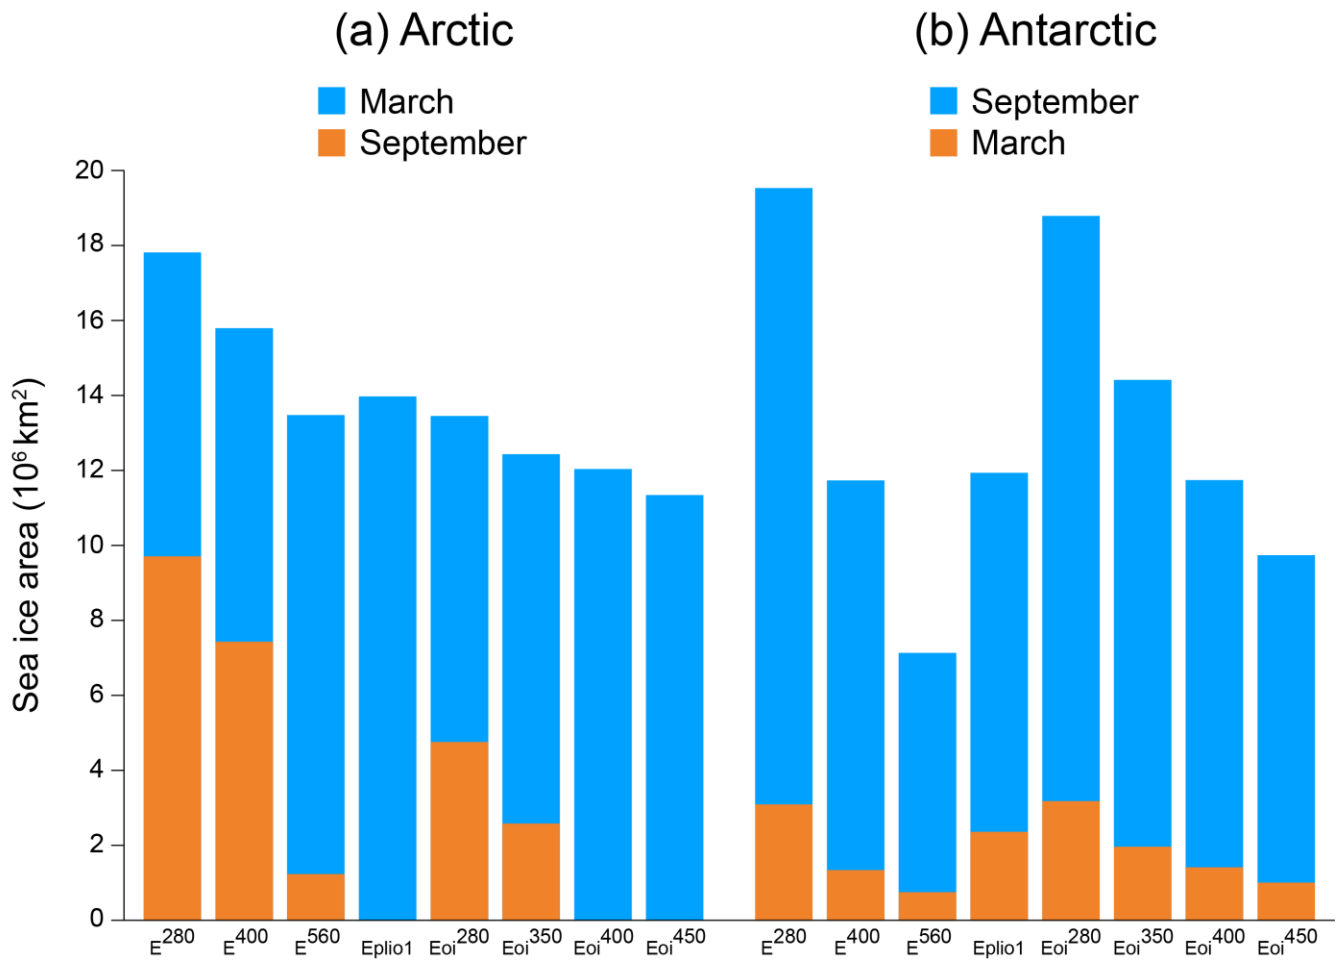 (a) Arctic
March
September
(b) Antarctic
September
March
Sea ice area (10⁶ km²)
20
18
16
14
12
10
8
6
4
2
0
E²⁸⁰ E⁴⁰⁰ E⁵⁶⁰ Eplio1 Eoi²⁸⁰ Eoi³⁵⁰ Eoi⁴⁰⁰ Eoi⁴⁵⁰
E²⁸⁰ E⁴⁰⁰ E⁵⁶⁰ Eplio1 Eoi²⁸⁰ Eoi³⁵⁰ Eoi⁴⁰⁰ Eoi⁴⁵⁰